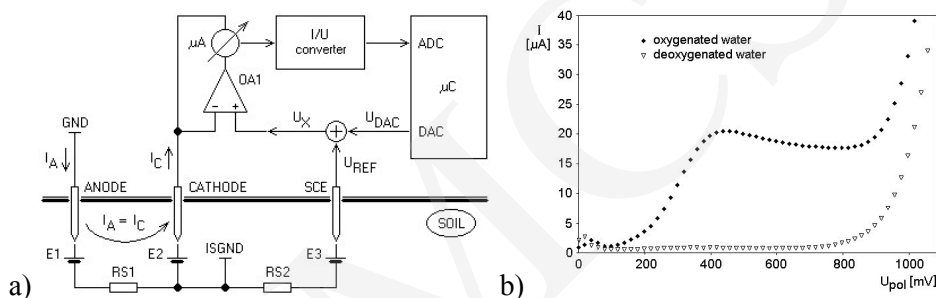 a)
GND
I_A
ANODE
I_A = I_C
E1
RS1
μA
OA1
- +
I_C
CATHODE
E2
ISGND
RS2
I/U
converter
U_X
U_DAC
U_REF
SCE
E3
ADC
μC
DAC
SOIL
b)
I
[μA]
40
35
30
25
20
15
10
5
0
oxygenated water
deoxygenated water
0 200 400 600 800 1000
U_pol [mV]